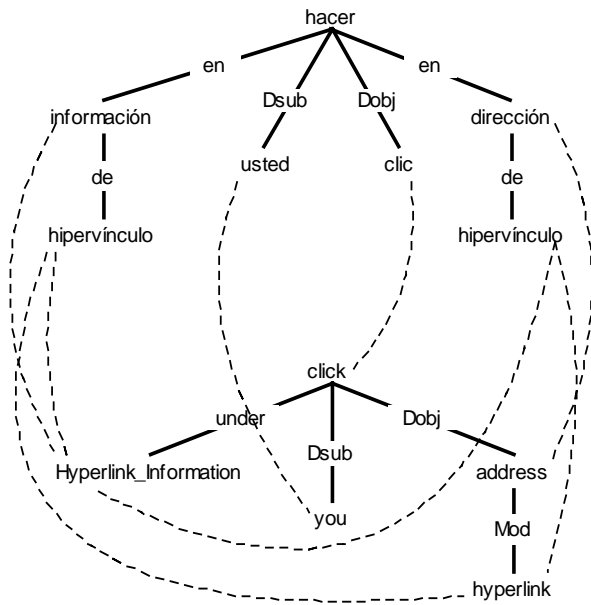 hacer
en en
Dsub Dobj
información dirección
usted clic
de de
hipervínculo hipervínculo
click
under Dobj
Dsub
Hyperlink_Information address
you
Mod
hyperlink